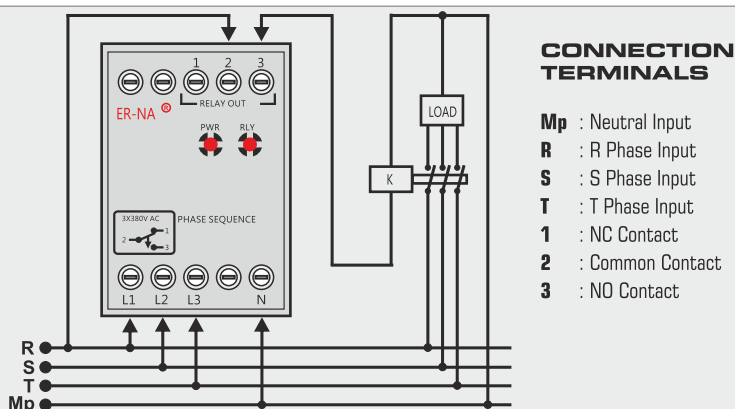 1 2 3
RELAY OUT
ER-NA ®
PWR RLY
3X380V AC
1
2
3
PHASE SEQUENCE
L1 L2 L3 N
R
S
T
Mp
LOAD
K
CONNECTION
TERMINALS
Mp : Neutral Input
R : R Phase Input
S : S Phase Input
T : T Phase Input
1 : NC Contact
2 : Common Contact
3 : NO Contact